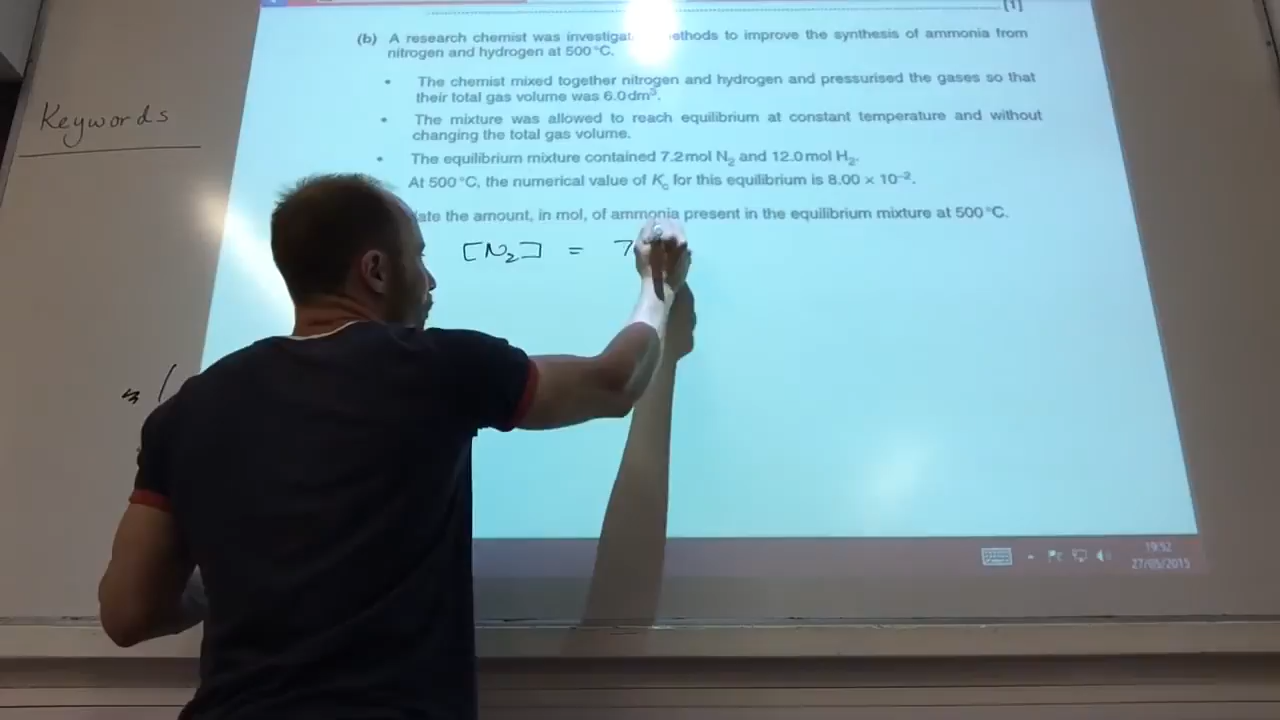 [1]
(b) A research chemist was to improve the synthesis of ammonia from
nitrogen and hydrogen at 500 °C.
• The chemist mixed together nitrogen and hydrogen and pressurised the gases so that
their total gas volume was 6.0 dm³.
• The mixture was allowed to reach equilibrium at constant temperature and without
changing the total gas volume.
• The equilibrium mixture contained 7.2 mol N₂ and 12.0 mol H₂.
At 500 °C, the numerical value of Kc for this equilibrium is 8.00 × 10⁻².
the amount, in mol, of ammonia present in the equilibrium mixture at 500 °C.
[N₂] = 7
Keywords
19:52
27/05/2015